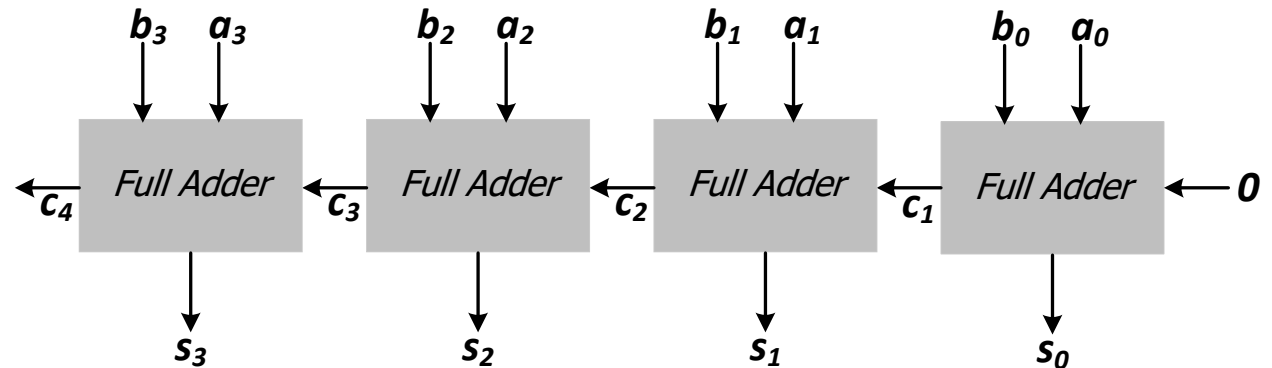 b₃ a₃ b₂ a₂ b₁ a₁ b₀ a₀
Full Adder Full Adder Full Adder Full Adder 0
c₄ c₃ c₂ c₁
s₃ s₂ s₁ s₀